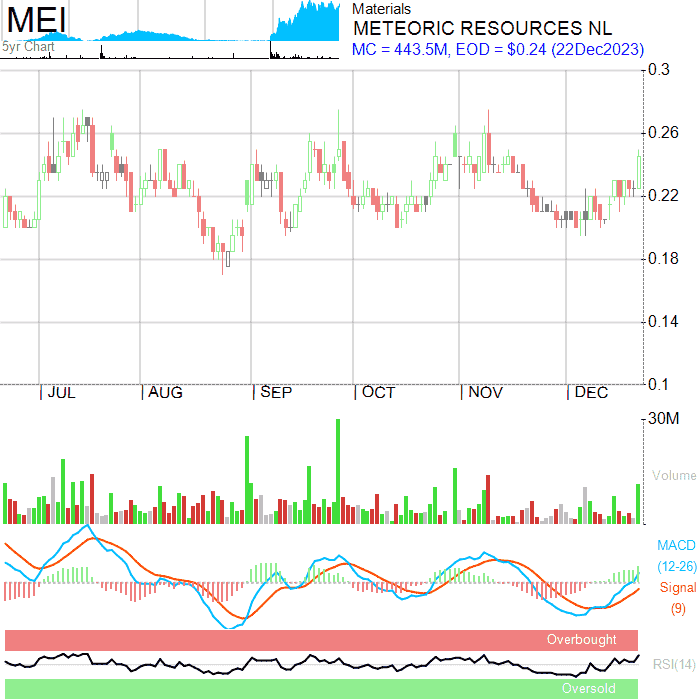 MEI
5yr Chart
Materials
METEORIC RESOURCES NL
MC = 443.5M, EOD = $0.24 (22Dec2023)
0.3
0.26
0.22
0.18
0.14
0.1
JUL AUG SEP OCT NOV DEC
30M
Volume
MACD
(12-26)
Signal
(9)
Overbought
RSI(14)
Oversold